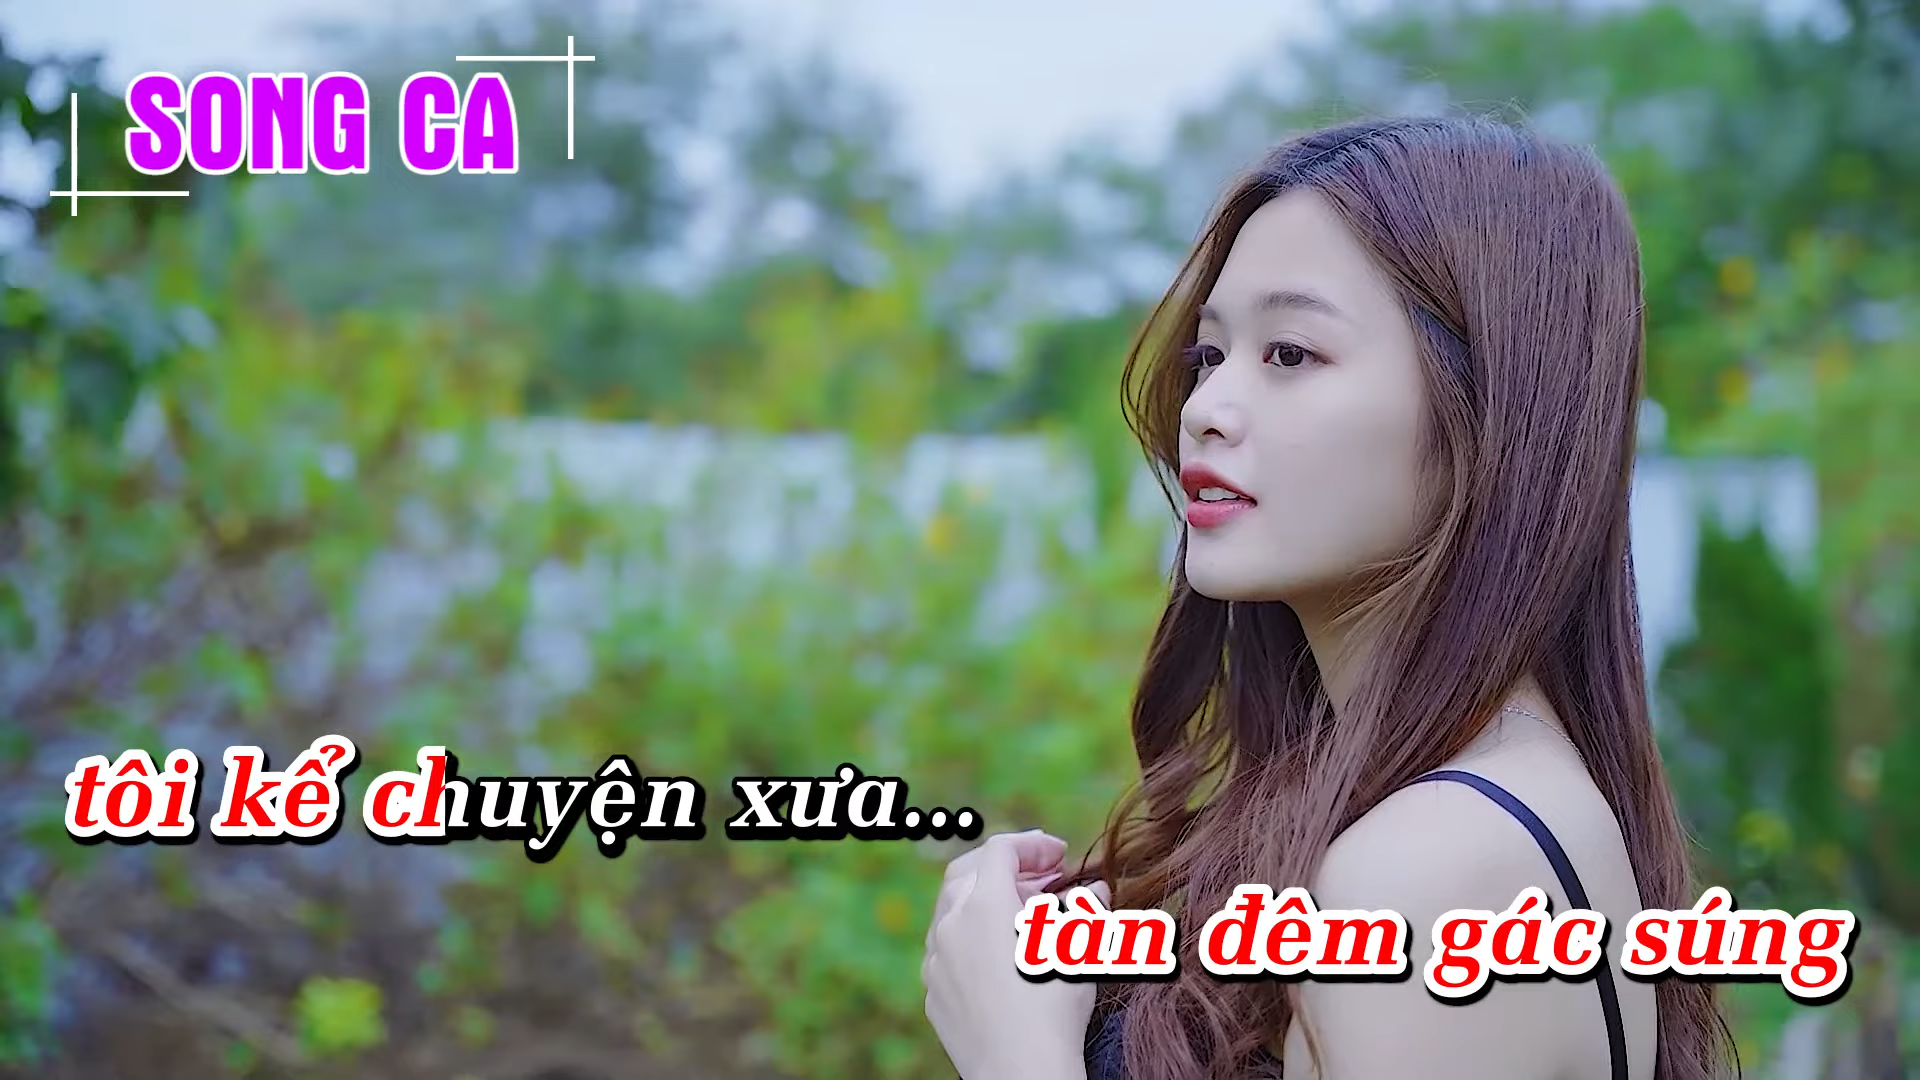 SONG CA
tôi kể chuyện xưa...
tàn đêm gác súng